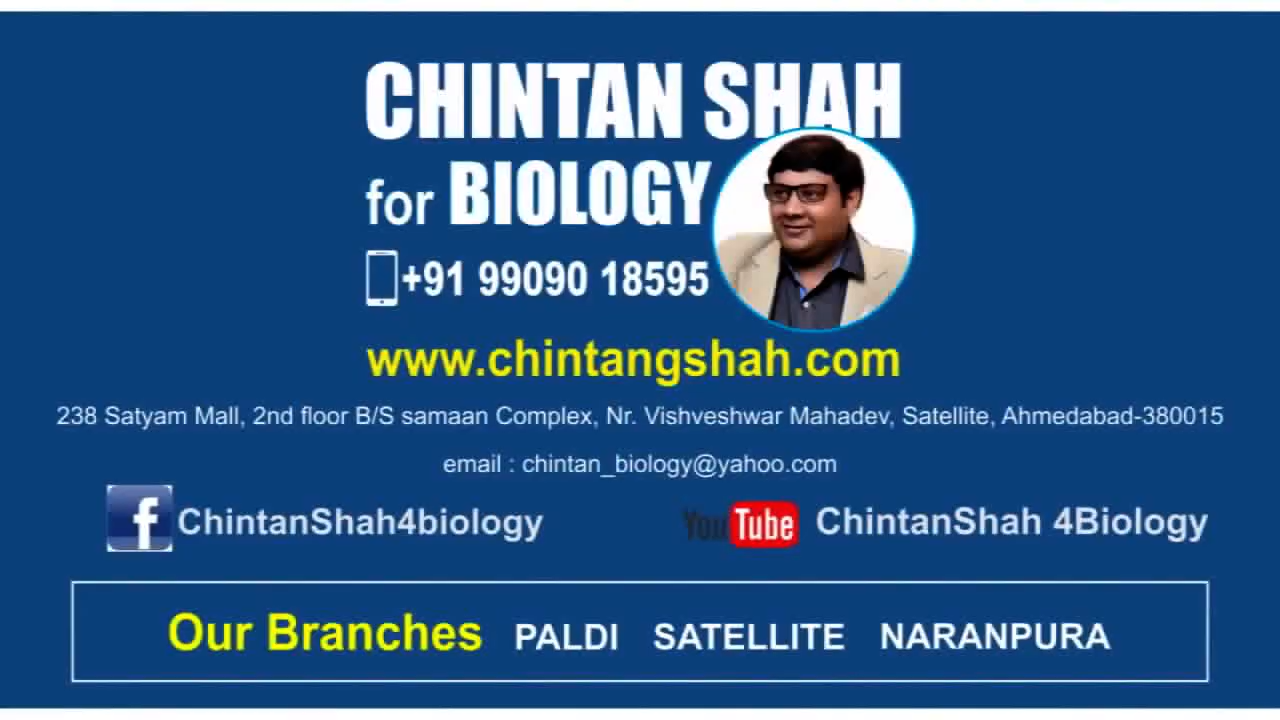 CHINTAN SHAH
for BIOLOGY
+91 99090 18595
www.chintangshah.com
238 Satyam Mall, 2nd floor B/S samaan Complex, Nr. Vishveshwar Mahadev, Satellite, Ahmedabad-380015
email : chintan_biology@yahoo.com
f ChintanShah4biology
YouTube ChintanShah 4Biology
Our Branches PALDI SATELLITE NARANPURA